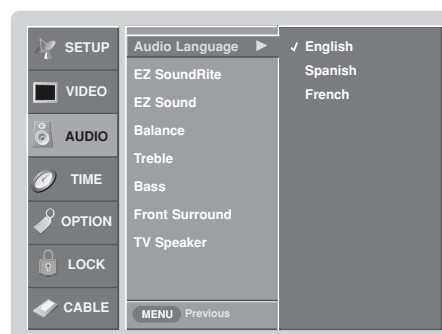 SETUP
VIDEO
AUDIO
TIME
OPTION
LOCK
CABLE
Audio Language
EZ SoundRite
EZ Sound
Balance
Treble
Bass
Front Surround
TV Speaker
MENU Previous
English
Spanish
French